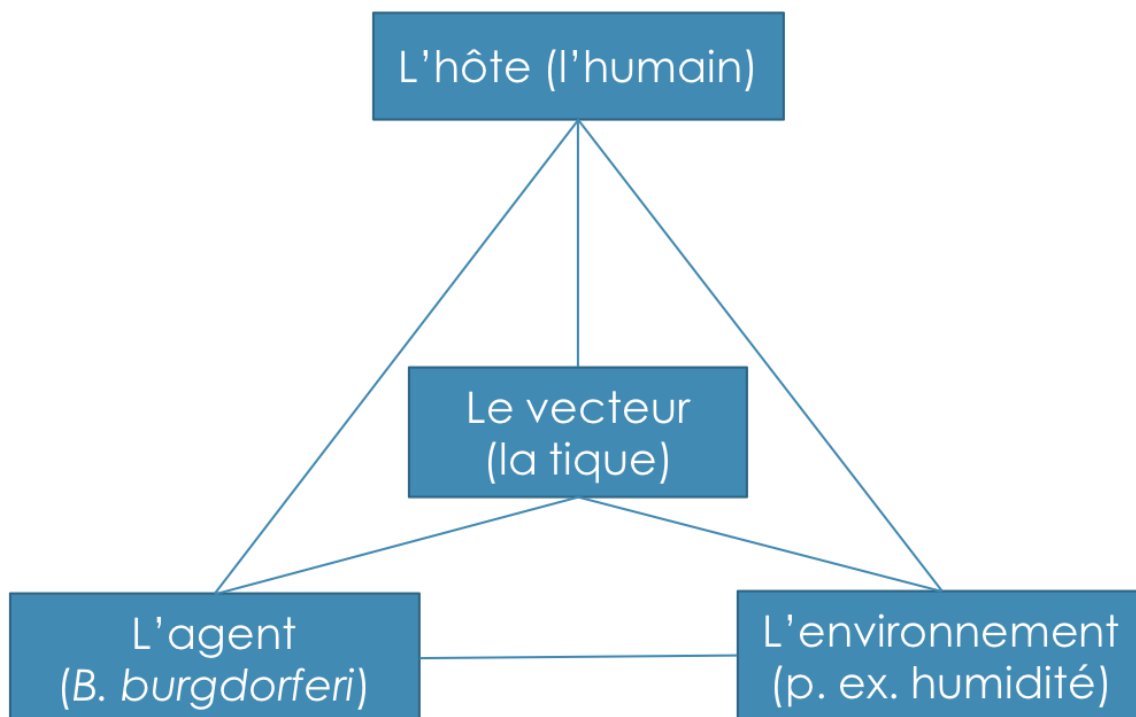 L’hôte (l’humain)
Le vecteur
(la tique)
L’agent
(B. burgdorferi)
L’environnement
(p. ex. humidité)